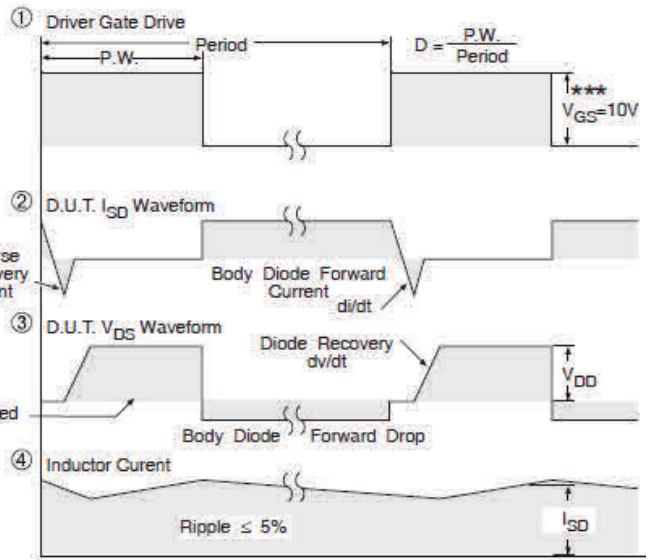 ① Driver Gate Drive
P.W.
Period
D = P.W.
Period
***
VGS=10V
② D.U.T. ISD Waveform
Body Diode Forward
Current
di/dt
③ D.U.T. VDS Waveform
Diode Recovery
dv/dt
VDD
Body Diode Forward Drop
④ Inductor Curent
Ripple ≤ 5%
ISD